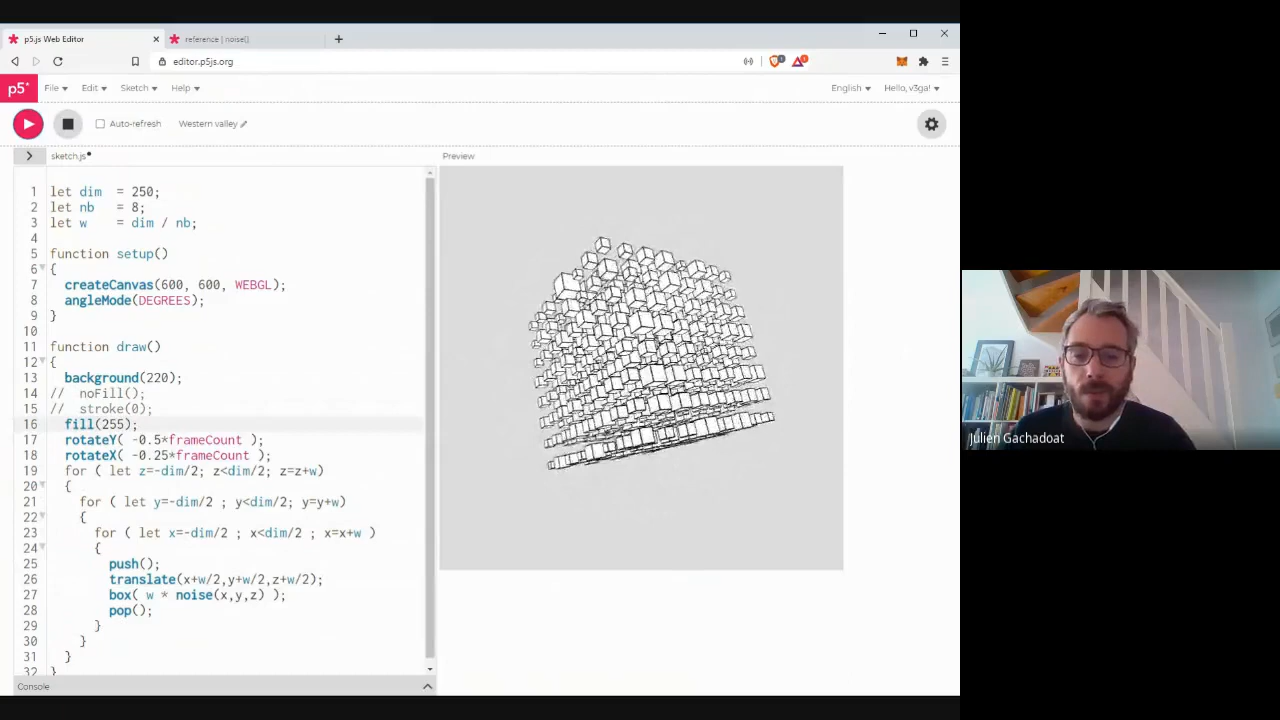 p5.js Web Editor
reference | noise()
editor.p5js.org
p5* File Edit Sketch Help English Hello, v3ga!
Auto-refresh Western valley
sketch.js Preview
1 let dim = 250;
2 let nb = 8;
3 let w = dim / nb;
4
5 function setup()
6 {
7 createCanvas(600, 600, WEBGL);
8 angleMode(DEGREES);
9 }
10
11 function draw()
12 {
13 background(220);
14 // noFill();
15 // stroke(0);
16 fill(255);
17 rotateY( -0.5*frameCount );
18 rotateX( -0.25*frameCount );
19 for ( let z=-dim/2; z<dim/2; z=z+w)
20 {
21 for ( let y=-dim/2 ; y<dim/2; y=y+w)
22 {
23 for ( let x=-dim/2 ; x<dim/2 ; x=x+w )
24 {
25 push();
26 translate(x+w/2,y+w/2,z+w/2);
27 box( w * noise(x,y,z) );
28 pop();
29 }
30 }
31 }
32 }
Console
Julien Gachadoat